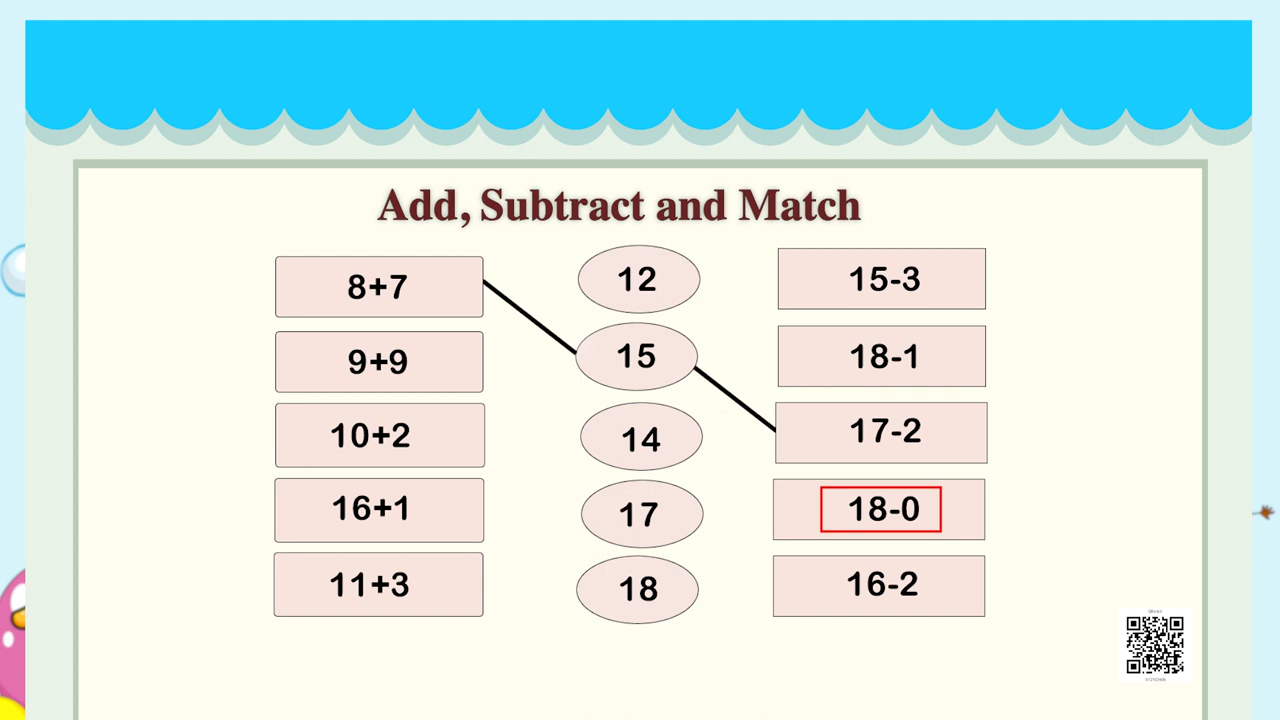 Add, Subtract and Match
8+7 12 15-3
9+9 15 18-1
10+2 14 17-2
16+1 17 18-0
11+3 18 16-2